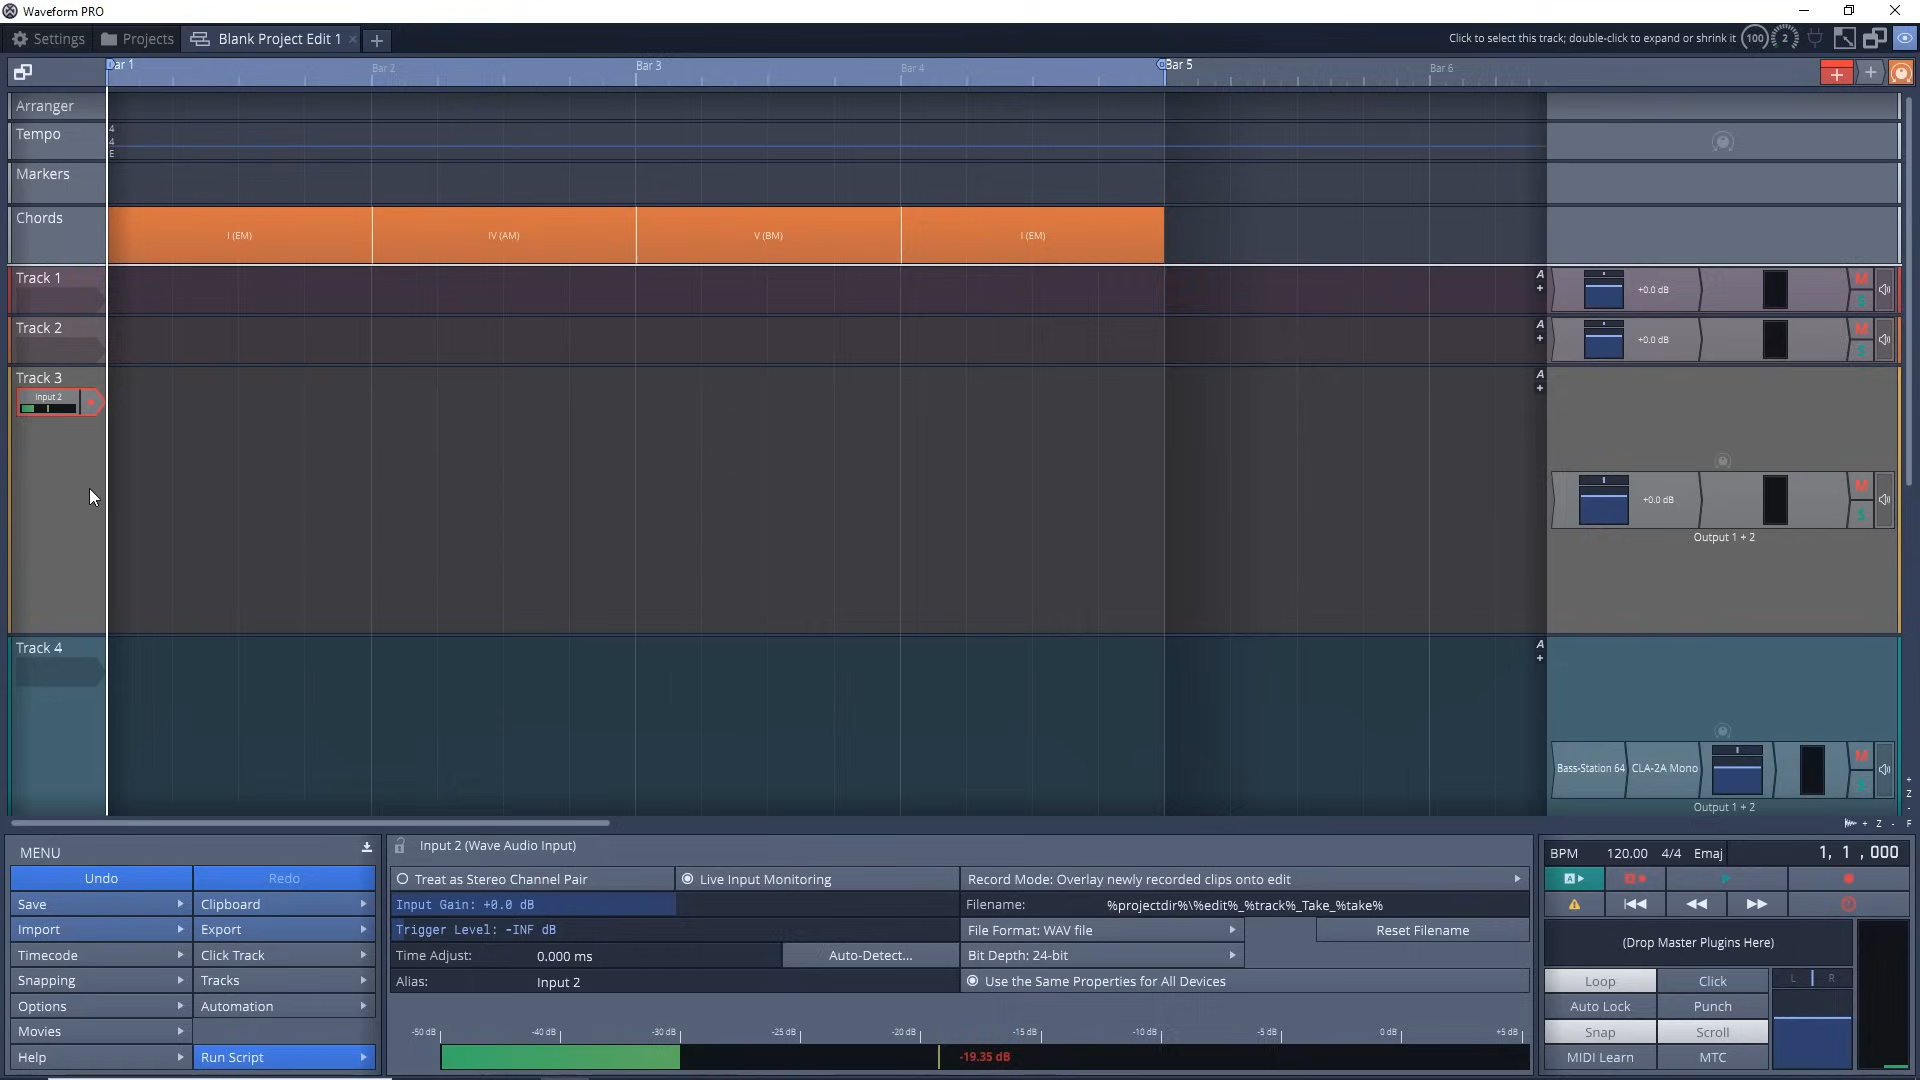 Waveform PRO
Settings
Projects
Blank Project Edit 1
Click to select this track; double-click to expand or shrink it
100
2
Bar 1
Bar 2
Bar 3
Bar 4
Bar 5
Bar 6
Arranger
Tempo
4
4
E
Markers
Chords
I (EM)
IV (AM)
V (BM)
I (EM)
Track 1
A
+0.0 dB
M
S
Track 2
A
+0.0 dB
M
S
Track 3
Input 2
A
+0.0 dB
M
S
Output 1 + 2
Track 4
A
Bass-Station 64
CLA-2A Mono
M
S
Output 1 + 2
Z
+ Z - F
MENU
Undo
Redo
Save
Clipboard
Import
Export
Timecode
Click Track
Snapping
Tracks
Options
Automation
Movies
Help
Run Script
Input 2 (Wave Audio Input)
Treat as Stereo Channel Pair
Live Input Monitoring
Record Mode: Overlay newly recorded clips onto edit
Input Gain: +0.0 dB
Filename: %projectdir%\%edit%_%track%_Take_%take%
Trigger Level: -INF dB
File Format: WAV file
Reset Filename
Time Adjust: 0.000 ms
Auto-Detect...
Bit Depth: 24-bit
Alias: Input 2
Use the Same Properties for All Devices
-50 dB
-40 dB
-30 dB
-25 dB
-20 dB
-15 dB
-10 dB
-5 dB
0 dB
+5 dB
-19.35 dB
BPM 120.00 4/4 Emaj
1, 1 ,000
A
(Drop Master Plugins Here)
Loop
Click
L R
Auto Lock
Punch
Snap
Scroll
MIDI Learn
MTC